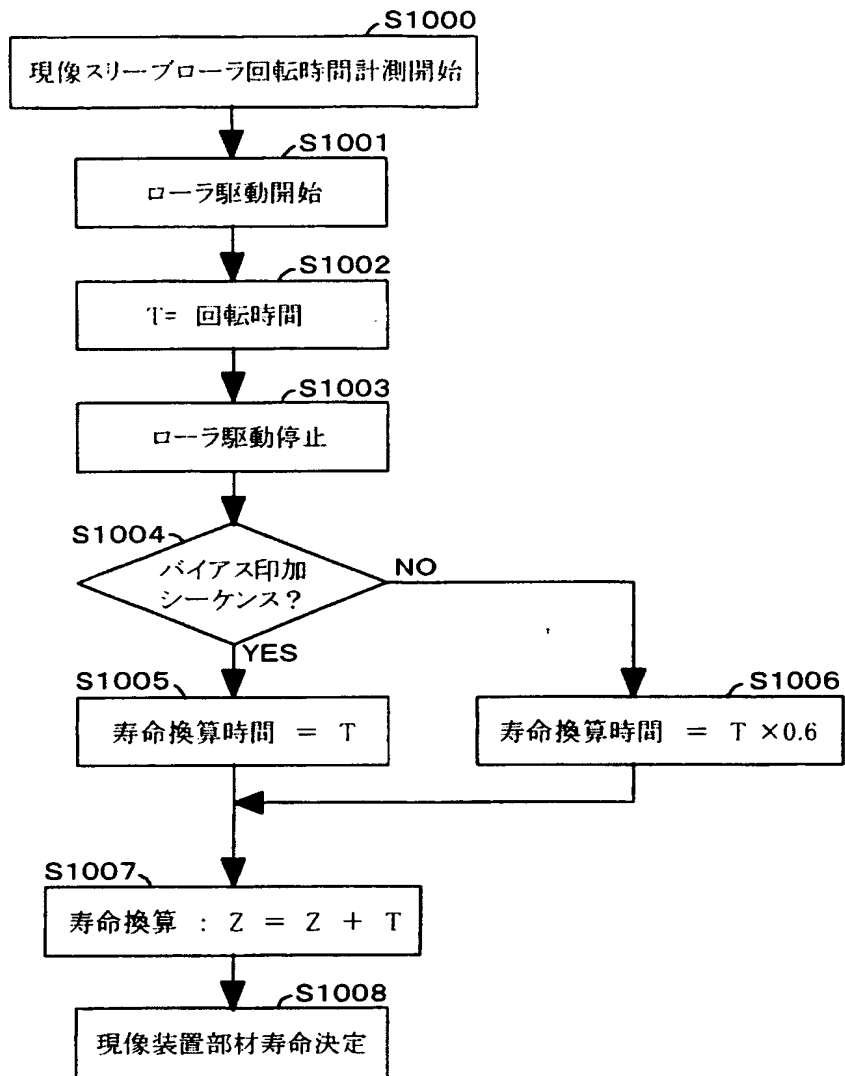 S1000
現像スリーブローラ回転時間計測開始
S1001
ローラ駆動開始
S1002
T= 回転時間
S1003
ローラ駆動停止
S1004
バイアス印加
シーケンス?
NO
YES
S1005
寿命換算時間 = T
S1006
寿命換算時間 = T ×0.6
S1007
寿命換算 : Z = Z + T
S1008
現像装置部材寿命決定